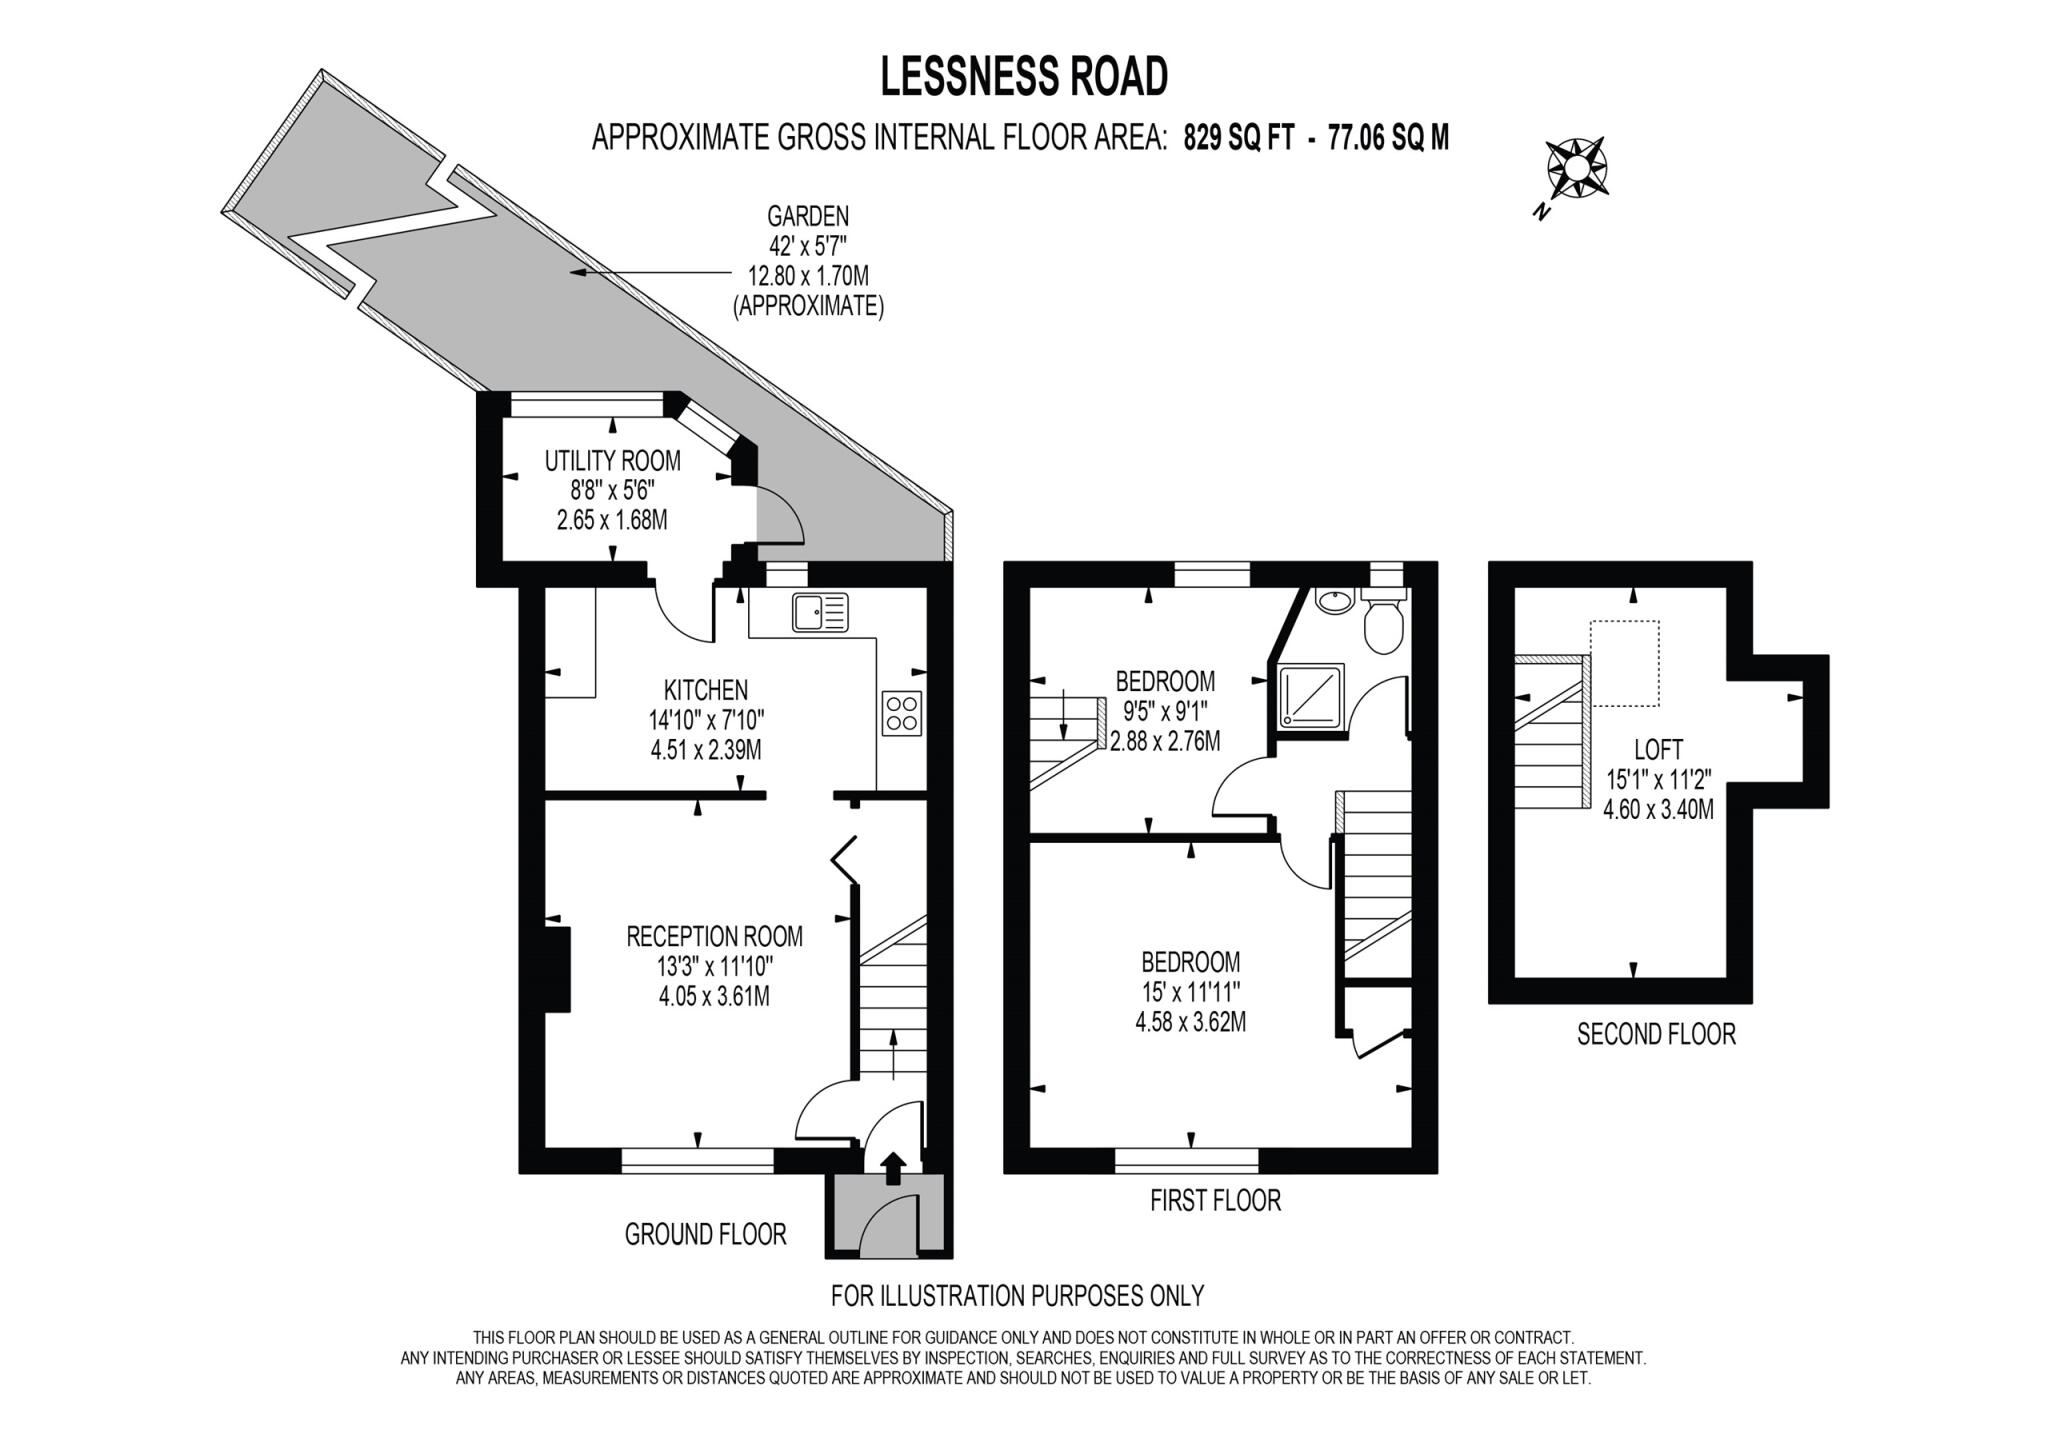 LESSNESS ROAD
APPROXIMATE GROSS INTERNAL FLOOR AREA: 829 SQ FT - 77.06 SQ M
N
GARDEN
42' x 5'7"
12.80 x 1.70M
(APPROXIMATE)
UTILITY ROOM
8'8" x 5'6"
2.65 x 1.68M
KITCHEN
14'10" x 7'10"
4.51 x 2.39M
RECEPTION ROOM
13'3" x 11'10"
4.05 x 3.61M
GROUND FLOOR
BEDROOM
9'5" x 9'1"
2.88 x 2.76M
BEDROOM
15' x 11'11"
4.58 x 3.62M
FIRST FLOOR
LOFT
15'1" x 11'2"
4.60 x 3.40M
SECOND FLOOR
FOR ILLUSTRATION PURPOSES ONLY
THIS FLOOR PLAN SHOULD BE USED AS A GENERAL OUTLINE FOR GUIDANCE ONLY AND DOES NOT CONSTITUTE IN WHOLE OR IN PART AN OFFER OR CONTRACT.
ANY INTENDING PURCHASER OR LESSEE SHOULD SATISFY THEMSELVES BY INSPECTION, SEARCHES, ENQUIRIES AND FULL SURVEY AS TO THE CORRECTNESS OF EACH STATEMENT.
ANY AREAS, MEASUREMENTS OR DISTANCES QUOTED ARE APPROXIMATE AND SHOULD NOT BE USED TO VALUE A PROPERTY OR BE THE BASIS OF ANY SALE OR LET.